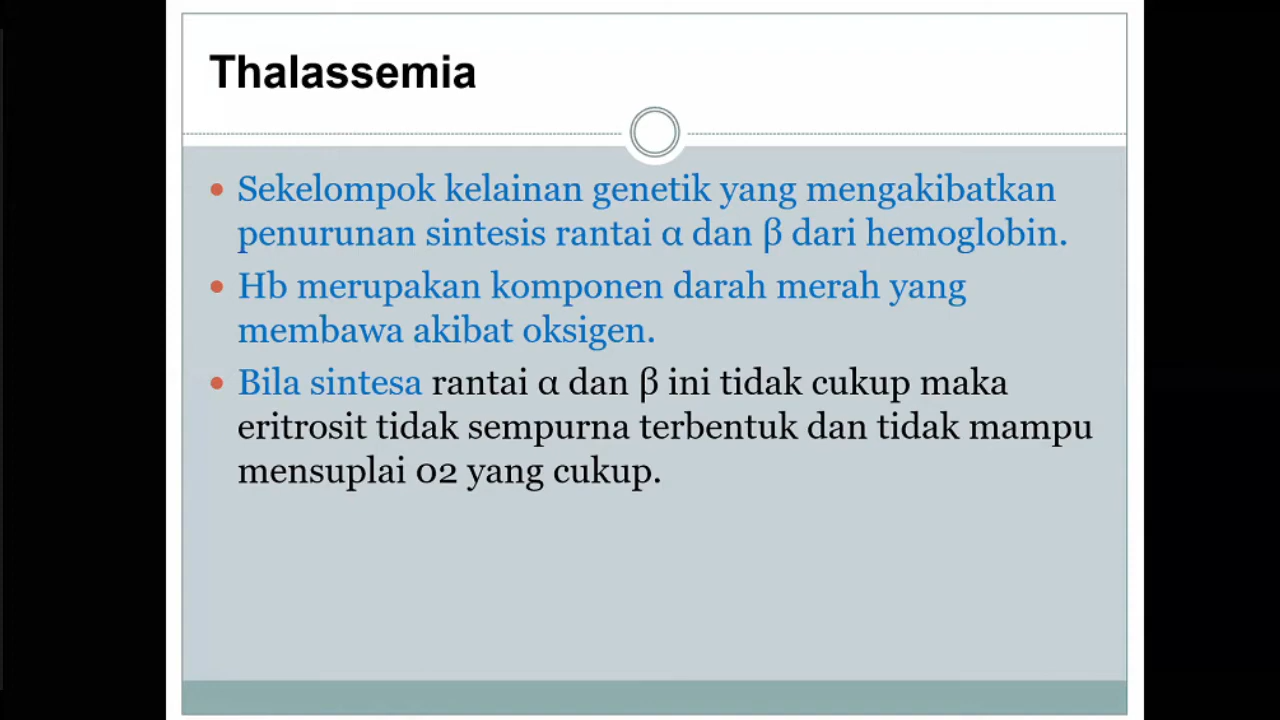 Thalassemia
• Sekelompok kelainan genetik yang mengakibatkan
penurunan sintesis rantai α dan β dari hemoglobin.
• Hb merupakan komponen darah merah yang
membawa akibat oksigen.
• Bila sintesa rantai α dan β ini tidak cukup maka
eritrosit tidak sempurna terbentuk dan tidak mampu
mensuplai 02 yang cukup.